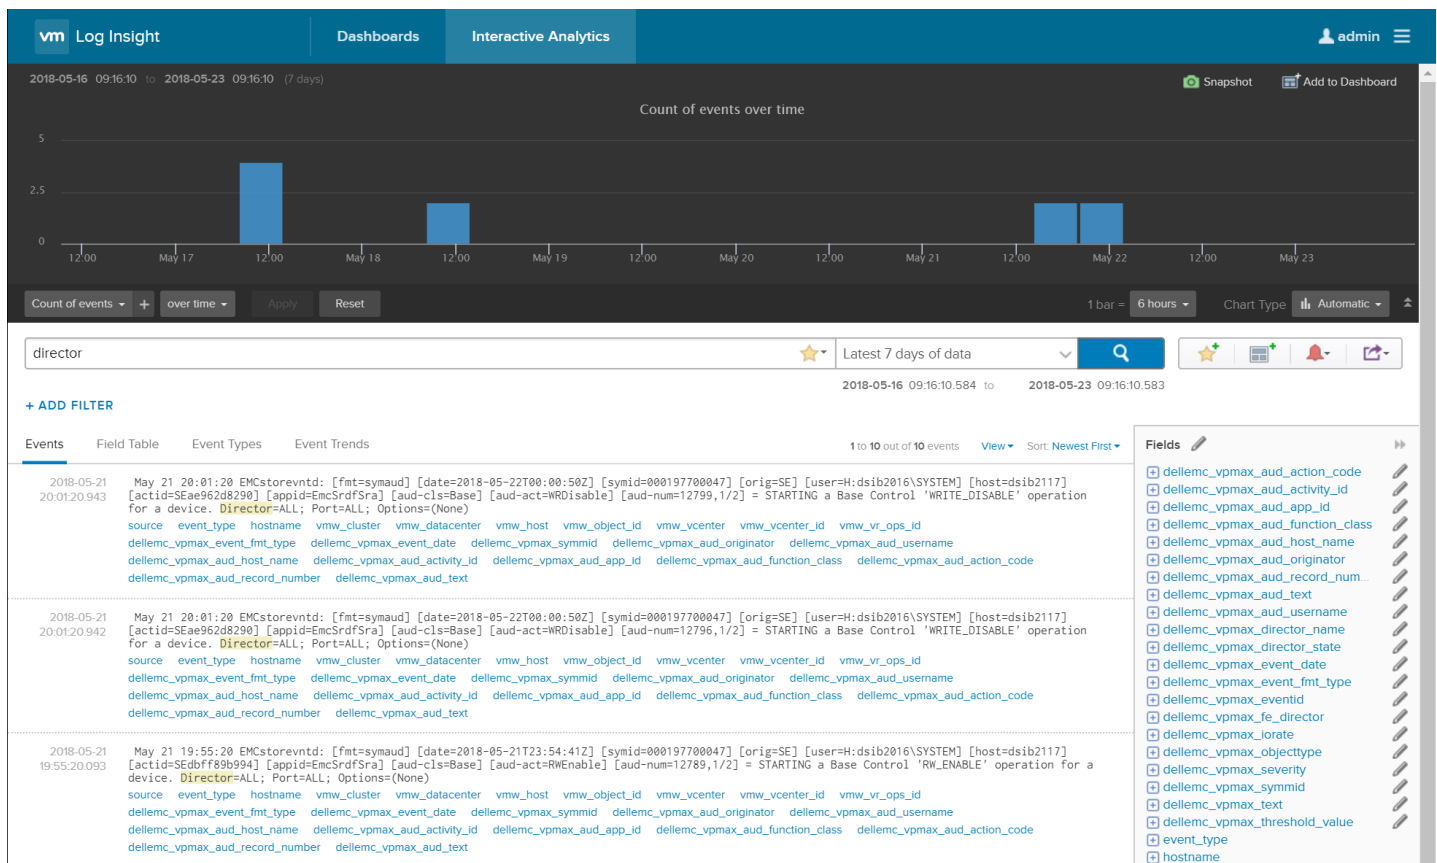 vm Log Insight Dashboards Interactive Analytics admin
2018-05-16 09:16:10 to 2018-05-23 09:16:10 (7 days) Snapshot Add to Dashboard
Count of events over time
5
2.5
0
12:00 May 17 12:00 May 18 12:00 May 19 12:00 May 20 12:00 May 21 12:00 May 22 12:00 May 23
Count of events + over time Apply Reset 1 bar = 6 hours Chart Type Automatic
director Latest 7 days of data
2018-05-16 09:16:10.584 to 2018-05-23 09:16:10.583
+ ADD FILTER
Events Field Table Event Types Event Trends 1 to 10 out of 10 events View Sort: Newest First
2018-05-21
20:01:20.943
May 21 20:01:20 EMCstorevntd: [fmt=symaud] [date=2018-05-22T00:00:50Z] [symid=000197700047] [orig=SE] [user=H:dsib2016\SYSTEM] [host=dsib2117]
[actid=SEae962d8290] [appid=EmcSrdfSra] [aud-cls=Base] [aud-act=WRDisable] [aud-num=12799,1/2] = STARTING a Base Control 'WRITE_DISABLE' operation
for a device. Director=ALL; Port=ALL; Options=(None)
source event_type hostname vmw_cluster vmw_datacenter vmw_host vmw_object_id vmw_vcenter vmw_vcenter_id vmw_vr_ops_id
dellemc_vpmax_event_fmt_type dellemc_vpmax_event_date dellemc_vpmax_symmid dellemc_vpmax_aud_originator dellemc_vpmax_aud_username
dellemc_vpmax_aud_host_name dellemc_vpmax_aud_activity_id dellemc_vpmax_aud_app_id dellemc_vpmax_aud_function_class dellemc_vpmax_aud_action_code
dellemc_vpmax_aud_record_number dellemc_vpmax_aud_text
2018-05-21
20:01:20.942
May 21 20:01:20 EMCstorevntd: [fmt=symaud] [date=2018-05-22T00:00:50Z] [symid=000197700047] [orig=SE] [user=H:dsib2016\SYSTEM] [host=dsib2117]
[actid=SEae962d8290] [appid=EmcSrdfSra] [aud-cls=Base] [aud-act=WRDisable] [aud-num=12796,1/2] = STARTING a Base Control 'WRITE_DISABLE' operation
for a device. Director=ALL; Port=ALL; Options=(None)
source event_type hostname vmw_cluster vmw_datacenter vmw_host vmw_object_id vmw_vcenter vmw_vcenter_id vmw_vr_ops_id
dellemc_vpmax_event_fmt_type dellemc_vpmax_event_date dellemc_vpmax_symmid dellemc_vpmax_aud_originator dellemc_vpmax_aud_username
dellemc_vpmax_aud_host_name dellemc_vpmax_aud_activity_id dellemc_vpmax_aud_app_id dellemc_vpmax_aud_function_class dellemc_vpmax_aud_action_code
dellemc_vpmax_aud_record_number dellemc_vpmax_aud_text
2018-05-21
19:55:20.093
May 21 19:55:20 EMCstorevntd: [fmt=symaud] [date=2018-05-21T23:54:41Z] [symid=000197700047] [orig=SE] [user=H:dsib2016\SYSTEM] [host=dsib2117]
[actid=SEdbff89b994] [appid=EmcSrdfSra] [aud-cls=Base] [aud-act=RWEnable] [aud-num=12789,1/2] = STARTING a Base Control 'RW_ENABLE' operation for a
device. Director=ALL; Port=ALL; Options=(None)
source event_type hostname vmw_cluster vmw_datacenter vmw_host vmw_object_id vmw_vcenter vmw_vcenter_id vmw_vr_ops_id
dellemc_vpmax_event_fmt_type dellemc_vpmax_event_date dellemc_vpmax_symmid dellemc_vpmax_aud_originator dellemc_vpmax_aud_username
dellemc_vpmax_aud_host_name dellemc_vpmax_aud_activity_id dellemc_vpmax_aud_app_id dellemc_vpmax_aud_function_class dellemc_vpmax_aud_action_code
dellemc_vpmax_aud_record_number dellemc_vpmax_aud_text
Fields
dellemc_vpmax_aud_action_code
dellemc_vpmax_aud_activity_id
dellemc_vpmax_aud_app_id
dellemc_vpmax_aud_function_class
dellemc_vpmax_aud_host_name
dellemc_vpmax_aud_originator
dellemc_vpmax_aud_record_num...
dellemc_vpmax_aud_text
dellemc_vpmax_aud_username
dellemc_vpmax_director_name
dellemc_vpmax_director_state
dellemc_vpmax_event_date
dellemc_vpmax_event_fmt_type
dellemc_vpmax_eventid
dellemc_vpmax_fe_director
dellemc_vpmax_iorate
dellemc_vpmax_objecttype
dellemc_vpmax_severity
dellemc_vpmax_symmid
dellemc_vpmax_text
dellemc_vpmax_threshold_value
event_type
hostname